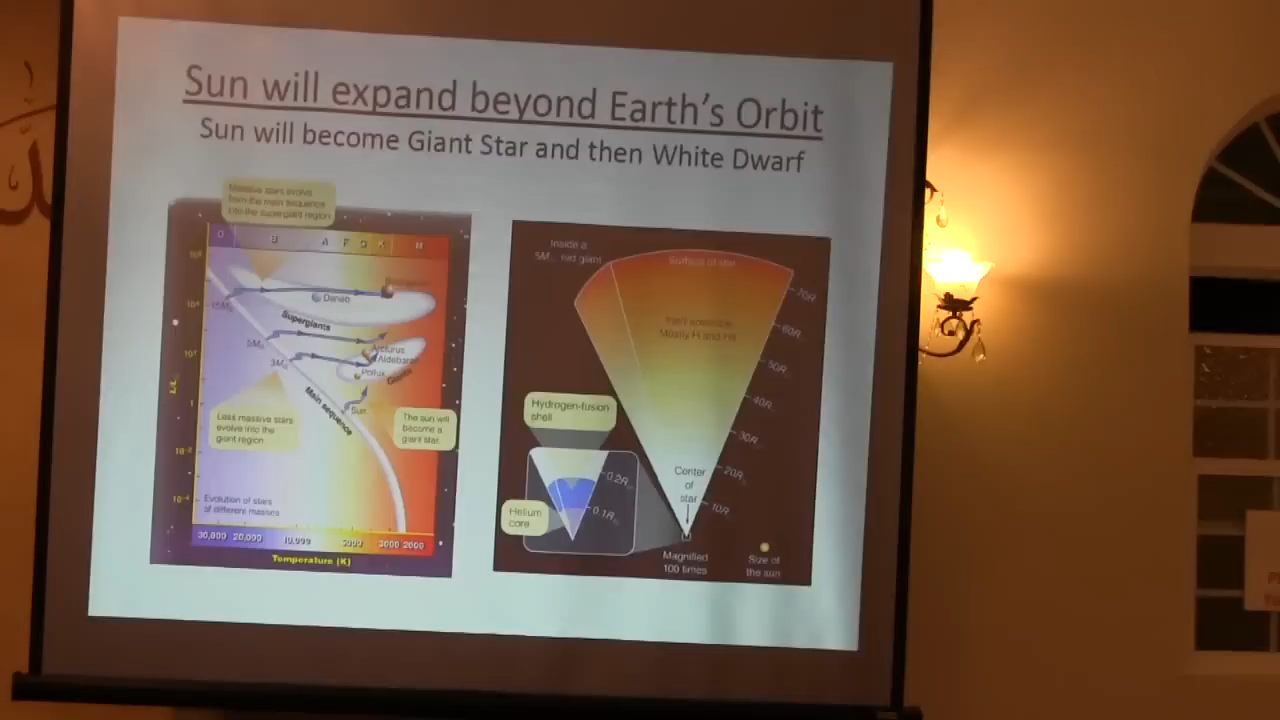 Sun will expand beyond Earth's Orbit
Sun will become Giant Star and then White Dwarf
Massive stars evolve
from the main sequence
into the supergiant region
O B A F G K M
Deneb
Supergiants
5M
3M
Arcturus
Aldebaran
Pollux
Giants
Main sequence
Sun
Less massive stars
evolve into the
giant region
The sun will
become a
giant star
Evolution of stars
of different masses
30,000 20,000 10,000 5000 3000 2000
Temperature (K)
Inside a
5M red giant
Surface of star
Mostly H and He
70R
60R
50R
40R
30R
20R
10R
Hydrogen-fusion
shell
0.2R
0.1R
Helium
core
Center
of
star
Magnified
100 times
Size of
the sun